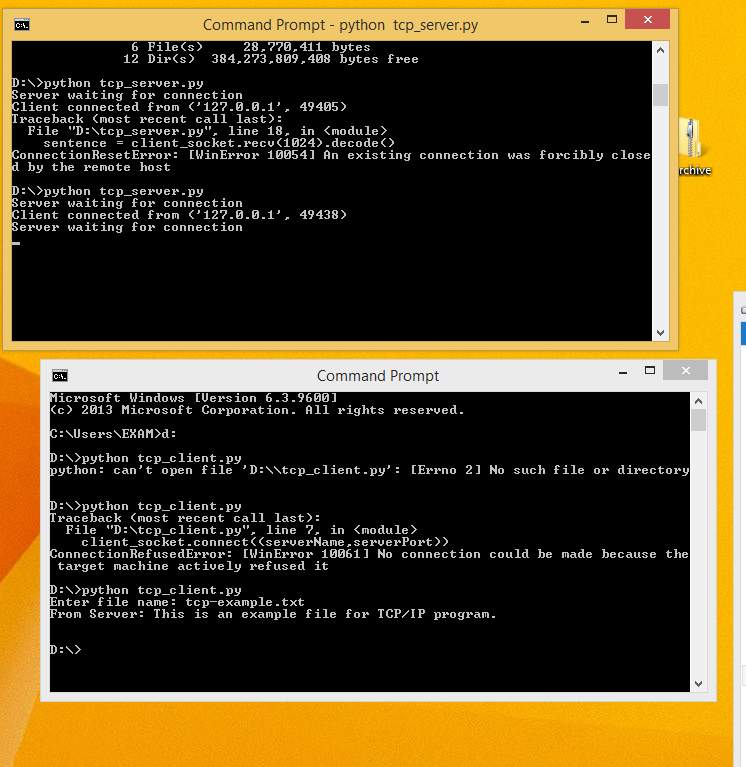 Command Prompt - python tcp_server.py
6 File(s) 28,770,411 bytes
12 Dir(s) 384,273,809,408 bytes free
D:\>python tcp_server.py
Server waiting for connection
Client connected from ('127.0.0.1', 49405)
Traceback (most recent call last):
File "D:\tcp_server.py", line 18, in <module>
sentence = client_socket.recv(1024).decode()
ConnectionResetError: [WinError 10054] An existing connection was forcibly close
d by the remote host
D:\>python tcp_server.py
Server waiting for connection
Client connected from ('127.0.0.1', 49438)
Server waiting for connection
rchive
Command Prompt
Microsoft Windows [Version 6.3.9600]
(c) 2013 Microsoft Corporation. All rights reserved.
C:\Users\EXAM>d:
D:\>python tcp_client.py
python: can't open file 'D:\\tcp_client.py': [Errno 2] No such file or directory
D:\>python tcp_client.py
Traceback (most recent call last):
File "D:\tcp_client.py", line 7, in <module>
client_socket.connect((serverName,serverPort))
ConnectionRefusedError: [WinError 10061] No connection could be made because the
target machine actively refused it
D:\>python tcp_client.py
Enter file name: tcp-example.txt
From Server: This is an example file for TCP/IP program.
D:\>